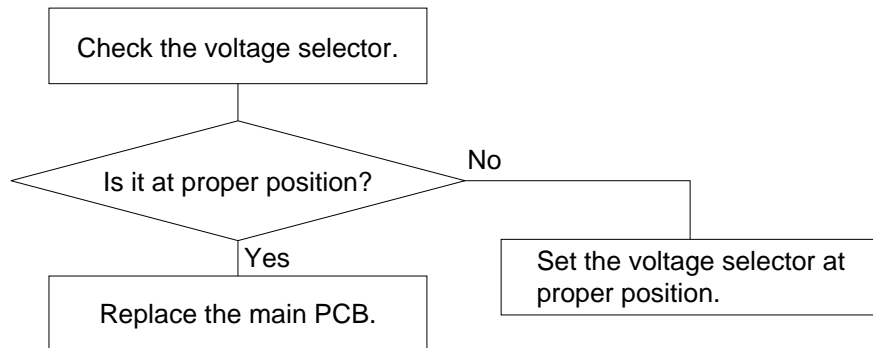 Check the voltage selector.
Is it at proper position?
No
Yes
Set the voltage selector at
proper position.
Replace the main PCB.